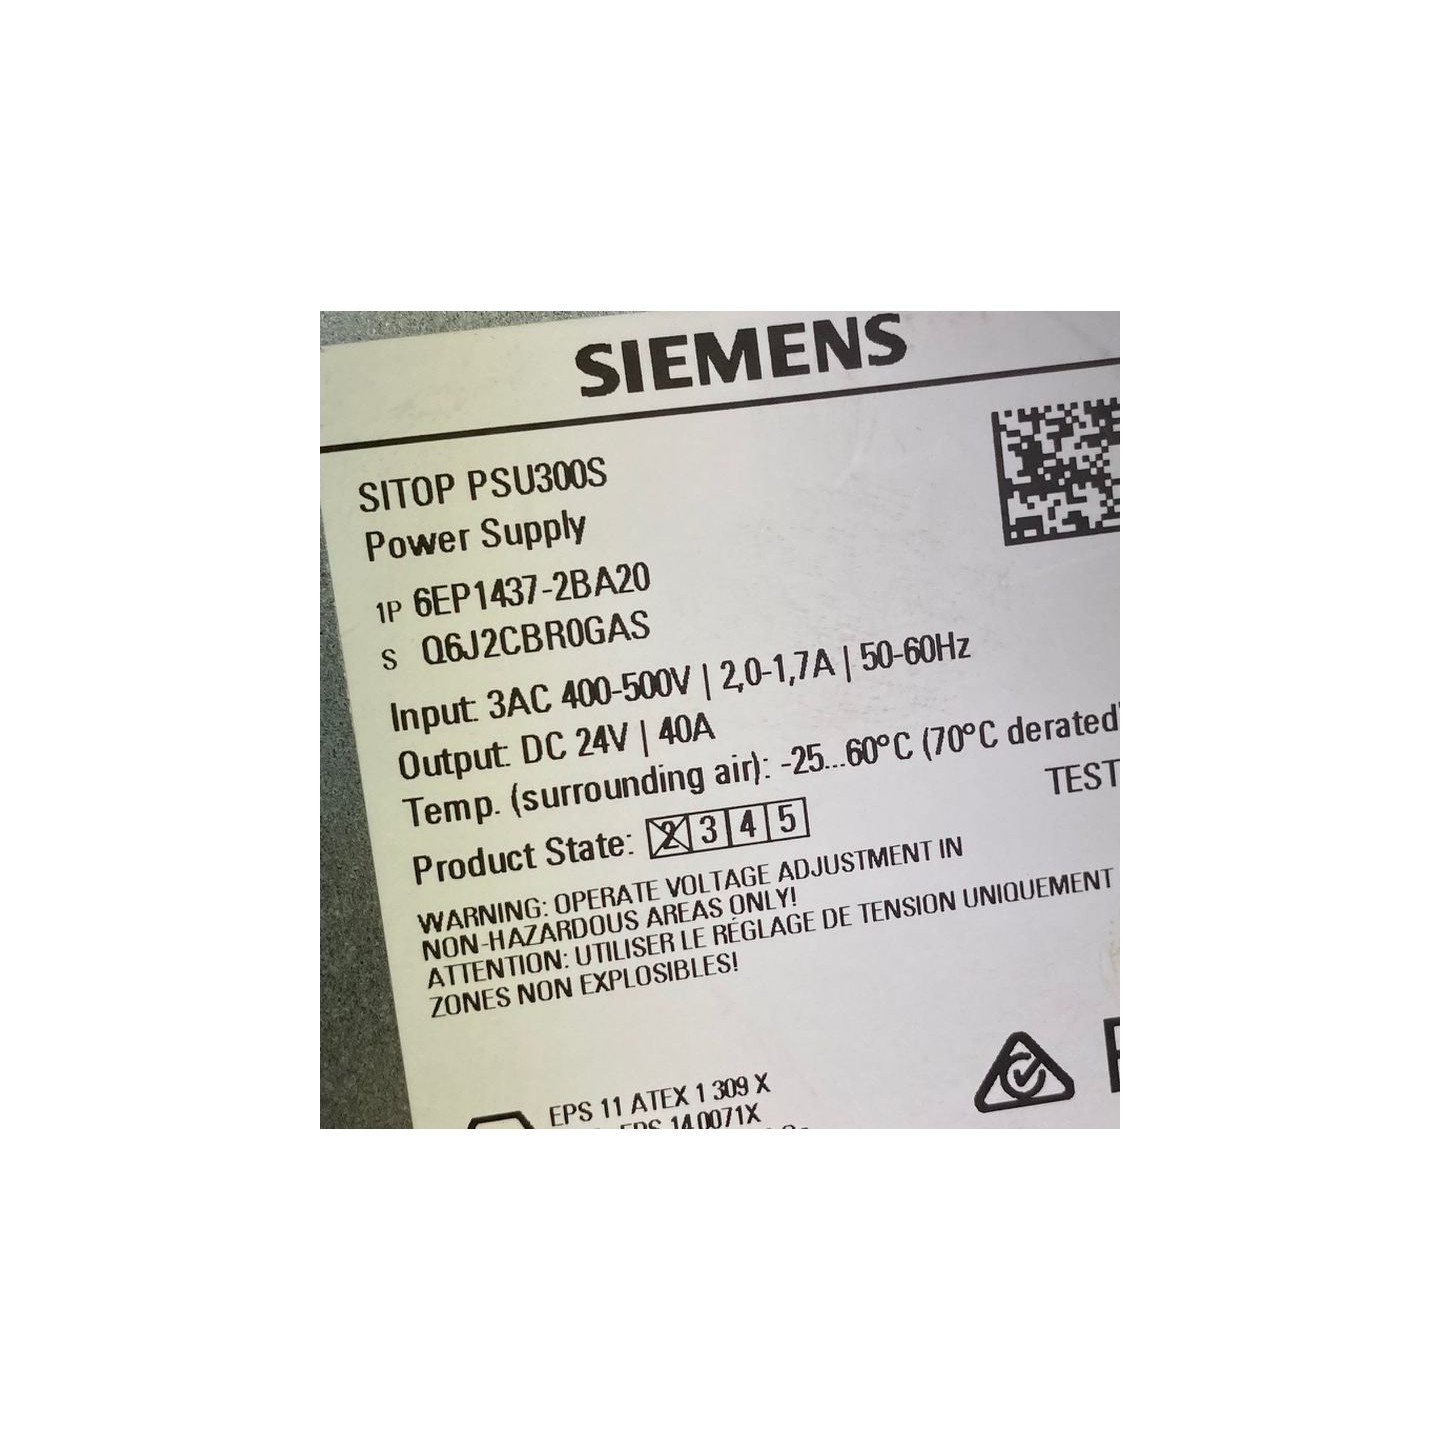 SIEMENS
SITOP PSU300S
Power Supply
1P 6EP1437-2BA20
S Q6J2CBR0GAS
Input: 3AC 400-500V | 2,0-1,7A | 50-60Hz
Output: DC 24V | 40A
Temp. (surrounding air): -25...60°C (70°C derated
TEST
Product State: 2 3 4 5
WARNING: OPERATE VOLTAGE ADJUSTMENT IN
NON-HAZARDOUS AREAS ONLY!
ATTENTION: UTILISER LE RÉGLAGE DE TENSION UNIQUEMENT
ZONES NON EXPLOSIBLES!
EPS 11 ATEX 1 309 X
EPS 14.0071X